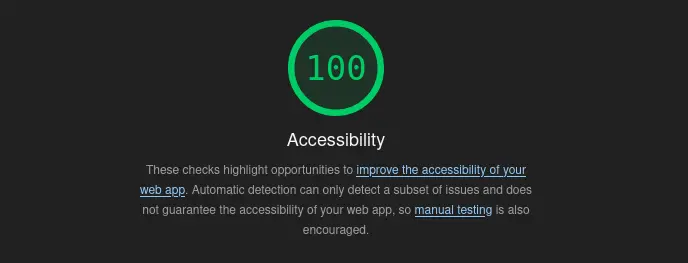 100
Accessibility
These checks highlight opportunities to improve the accessibility of your
web app. Automatic detection can only detect a subset of issues and does
not guarantee the accessibility of your web app, so manual testing is also
encouraged.